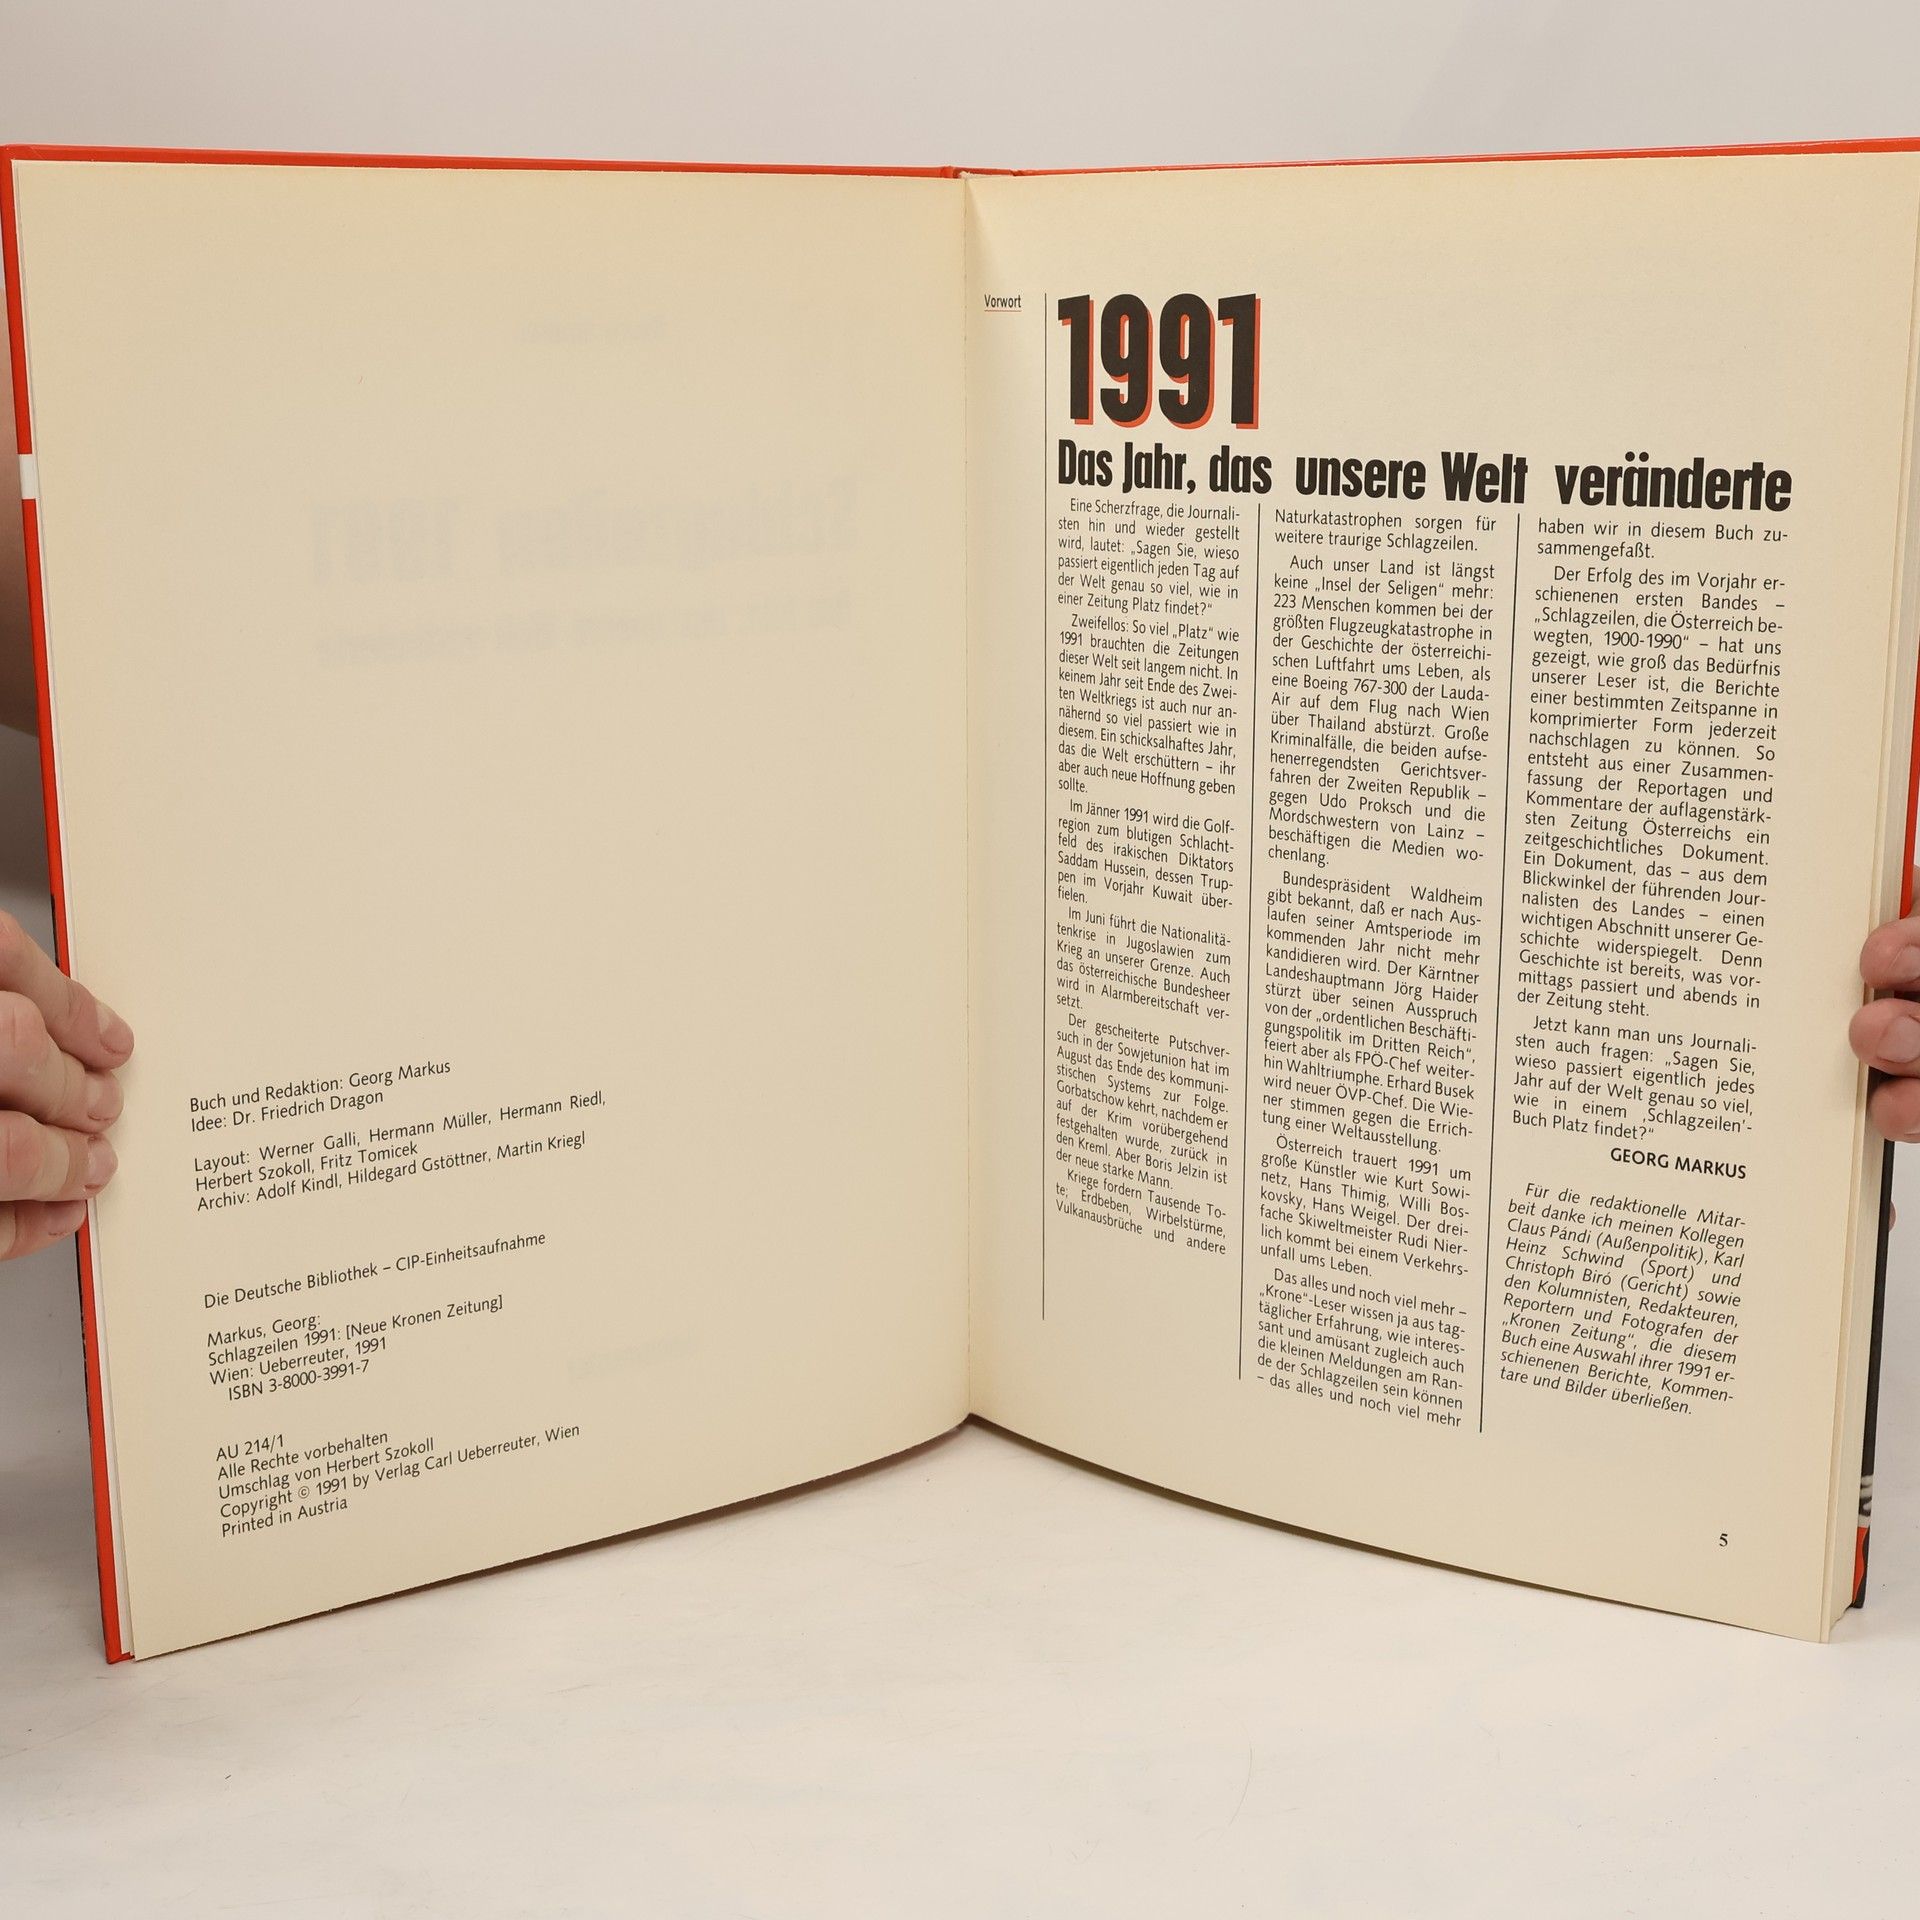 Buch und Redaktion: Georg Markus
Idee: Dr. Friedrich Dragon
Layout: Werner Galli, Hermann Müller, Hermann Riedl,
Herbert Szokoll, Fritz Tomicek
Archiv: Adolf Kindl, Hildegard Gstöttner, Martin Kriegl
Die Deutsche Bibliothek – CIP-Einheitsaufnahme
Markus, Georg:
Schlagzeilen 1991: [Neue Kronen Zeitung]
Wien: Ueberreuter, 1991
ISBN 3-8000-3991-7
AU 214/1
Alle Rechte vorbehalten
Umschlag von Herbert Szokoll
Copyright © 1991 by Verlag Carl Ueberreuter, Wien
Printed in Austria
Vorwort
1991
Das Jahr, das unsere Welt veränderte
Eine Scherzfrage, die Journali-
sten hin und wieder gestellt
wird, lautet: „Sagen Sie, wieso
passiert eigentlich jeden Tag auf
der Welt genau so viel, wie in
einer Zeitung Platz findet?“
Zweifellos: So viel „Platz“ wie
1991 brauchten die Zeitungen
dieser Welt seit langem nicht. In
keinem Jahr seit Ende des Zwei-
ten Weltkriegs ist auch nur an-
nähernd so viel passiert wie in
diesem. Ein schicksalhaftes Jahr,
das die Welt erschüttern – ihr
aber auch neue Hoffnung geben
sollte.
Im Jänner 1991 wird die Golf-
region zum blutigen Schlacht-
feld des irakischen Diktators
Saddam Hussein, dessen Trup-
pen im Vorjahr Kuwait über-
fielen.
Im Juni führt die Nationalitä-
tenkrise in Jugoslawien zum
Krieg an unserer Grenze. Auch
das österreichische Bundesheer
wird in Alarmbereitschaft ver-
setzt.
Der gescheiterte Putschver-
such in der Sowjetunion hat im
August das Ende des kommuni-
stischen Systems zur Folge.
Gorbatschow kehrt, nachdem er
auf der Krim vorübergehend
festgehalten wurde, zurück in
den Kreml. Aber Boris Jelzin ist
der neue starke Mann.
Kriege fordern Tausende To-
te; Erdbeben, Wirbelstürme,
Vulkanausbrüche und andere
Naturkatastrophen sorgen für
weitere traurige Schlagzeilen.
Auch unser Land ist längst
keine „Insel der Seligen“ mehr:
223 Menschen kommen bei der
größten Flugzeugkatastrophe in
der Geschichte der österreichi-
schen Luftfahrt ums Leben, als
eine Boeing 767-300 der Lauda-
Air auf dem Flug nach Wien
über Thailand abstürzt. Große
Kriminalfälle, die beiden aufse-
henerregendsten Gerichtsver-
fahren der Zweiten Republik –
gegen Udo Proksch und die
Mordschwestern von Lainz –
beschäftigen die Medien wo-
chenlang.
Bundespräsident Waldheim
gibt bekannt, daß er nach Aus-
laufen seiner Amtsperiode im
kommenden Jahr nicht mehr
kandidieren wird. Der Kärntner
Landeshauptmann Jörg Haider
stürzt über seinen Ausspruch
von der „ordentlichen Beschäfti-
gungspolitik im Dritten Reich“,
feiert aber als FPÖ-Chef weiter-
hin Wahltriumphe. Erhard Busek
wird neuer ÖVP-Chef. Die Wie-
ner stimmen gegen die Errich-
tung einer Weltausstellung.
Österreich trauert 1991 um
große Künstler wie Kurt Sowi-
netz, Hans Thimig, Willi Bos-
kovsky, Hans Weigel. Der drei-
fache Skiweltmeister Rudi Nier-
lich kommt bei einem Verkehrs-
unfall ums Leben.
Das alles und noch viel mehr –
„Krone“-Leser wissen ja aus tag-
täglicher Erfahrung, wie interes-
sant und amüsant zugleich auch
die kleinen Meldungen am Ran-
de der Schlagzeilen sein können
– das alles und noch viel mehr
haben wir in diesem Buch zu-
sammengefaßt.
Der Erfolg des im Vorjahr er-
schienenen ersten Bandes –
„Schlagzeilen, die Österreich be-
wegten, 1900-1990“ – hat uns
gezeigt, wie groß das Bedürfnis
unserer Leser ist, die Berichte
einer bestimmten Zeitspanne in
komprimierter Form jederzeit
nachschlagen zu können. So
entsteht aus einer Zusammen-
fassung der Reportagen und
Kommentare der auflagenstärk-
sten Zeitung Österreichs ein
zeitgeschichtliches Dokument.
Ein Dokument, das – aus dem
Blickwinkel der führenden Jour-
nalisten des Landes – einen
wichtigen Abschnitt unserer Ge-
schichte widerspiegelt. Denn
Geschichte ist bereits, was vor-
mittags passiert und abends in
der Zeitung steht.
Jetzt kann man uns Journali-
sten auch fragen: „Sagen Sie,
wieso passiert eigentlich jedes
Jahr auf der Welt genau so viel,
wie in einem ‚Schlagzeilen’-
Buch Platz findet?“
GEORG MARKUS
Für die redaktionelle Mitar-
beit danke ich meinen Kollegen
Claus Pándi (Außenpolitik), Karl
Heinz Schwind (Sport) und
Christoph Biró (Gericht) sowie
den Kolumnisten, Redakteuren,
Reportern und Fotografen der
„Kronen Zeitung“, die diesem
Buch eine Auswahl ihrer 1991 er-
schienenen Berichte, Kommen-
tare und Bilder überließen.
5